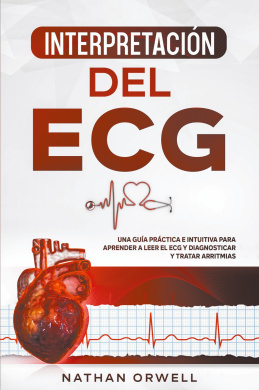 INTERPRETACIÓN
DEL
ECG
UNA GUÍA PRÁCTICA E INTUITIVA PARA
APRENDER A LEER EL ECG Y DIAGNOSTICAR
Y TRATAR ARRITMIAS
NATHAN ORWELL